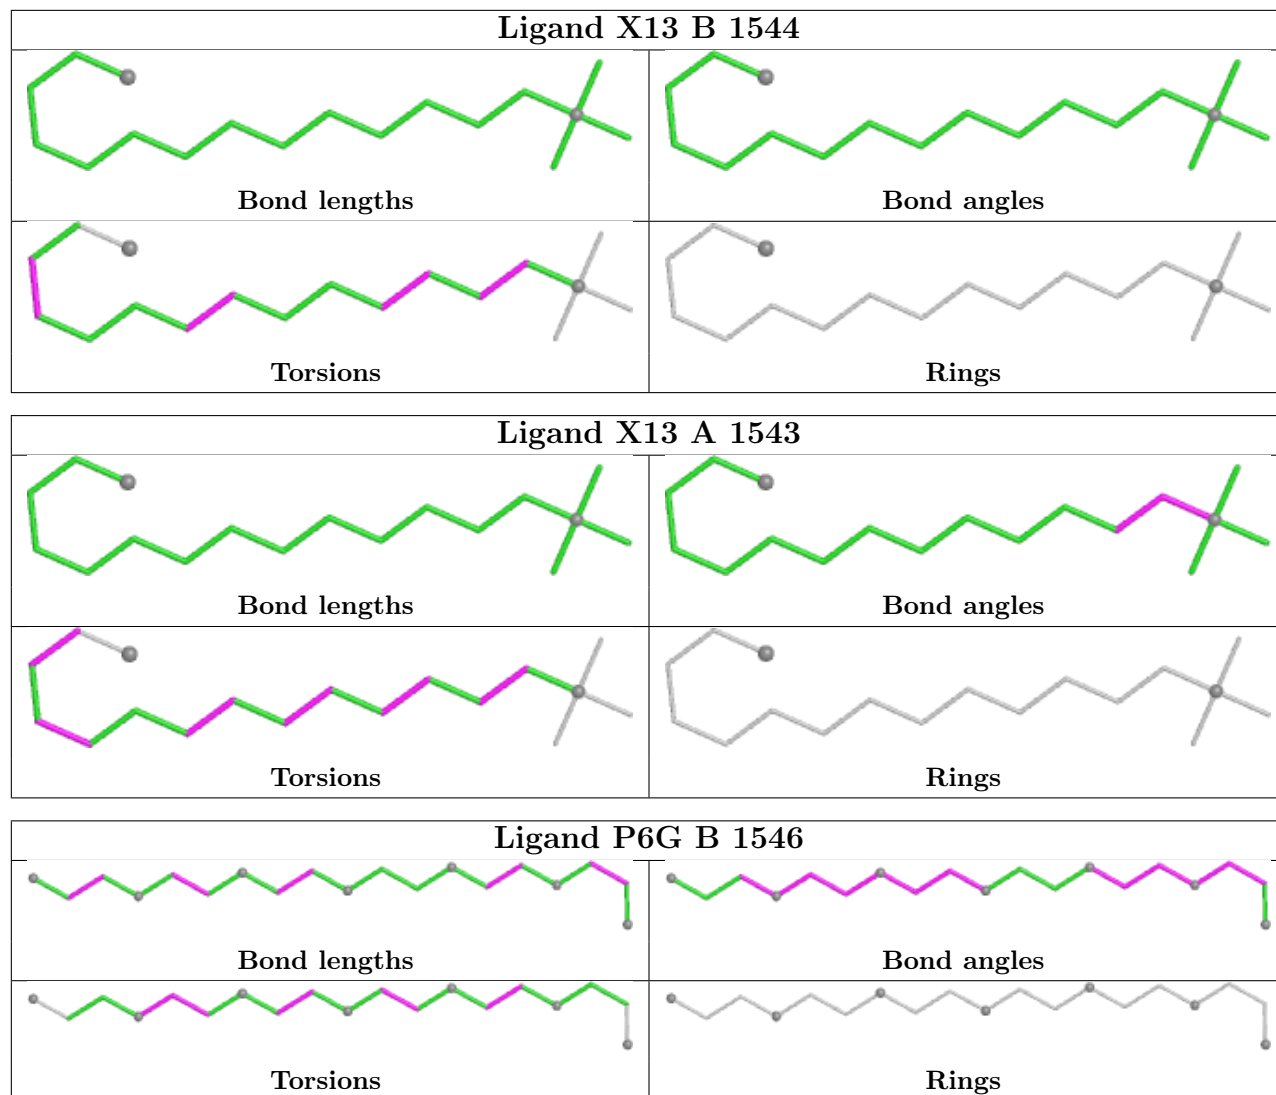 Ligand X13 B 1544
Bond lengths
Bond angles
Torsions
Rings
Ligand X13 A 1543
Bond lengths
Bond angles
Torsions
Rings
Ligand P6G B 1546
Bond lengths
Bond angles
Torsions
Rings